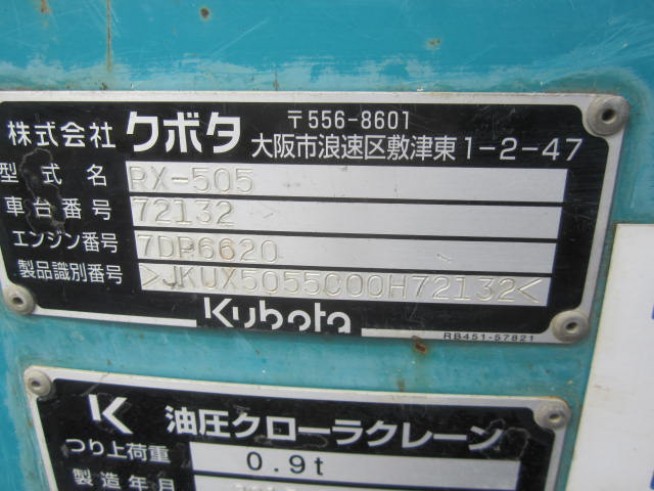 株式会社 クボタ 〒556-8601
大阪市浪速区敷津東1-2-47
型式名 RX-505
車台番号 72132
エンジン番号 7DR6620
製品識別番号 >JKUX5055C00H72132<
Kubota
RB451-57821
K 油圧クローラクレーン
つり上荷重 0.9t
製造年月